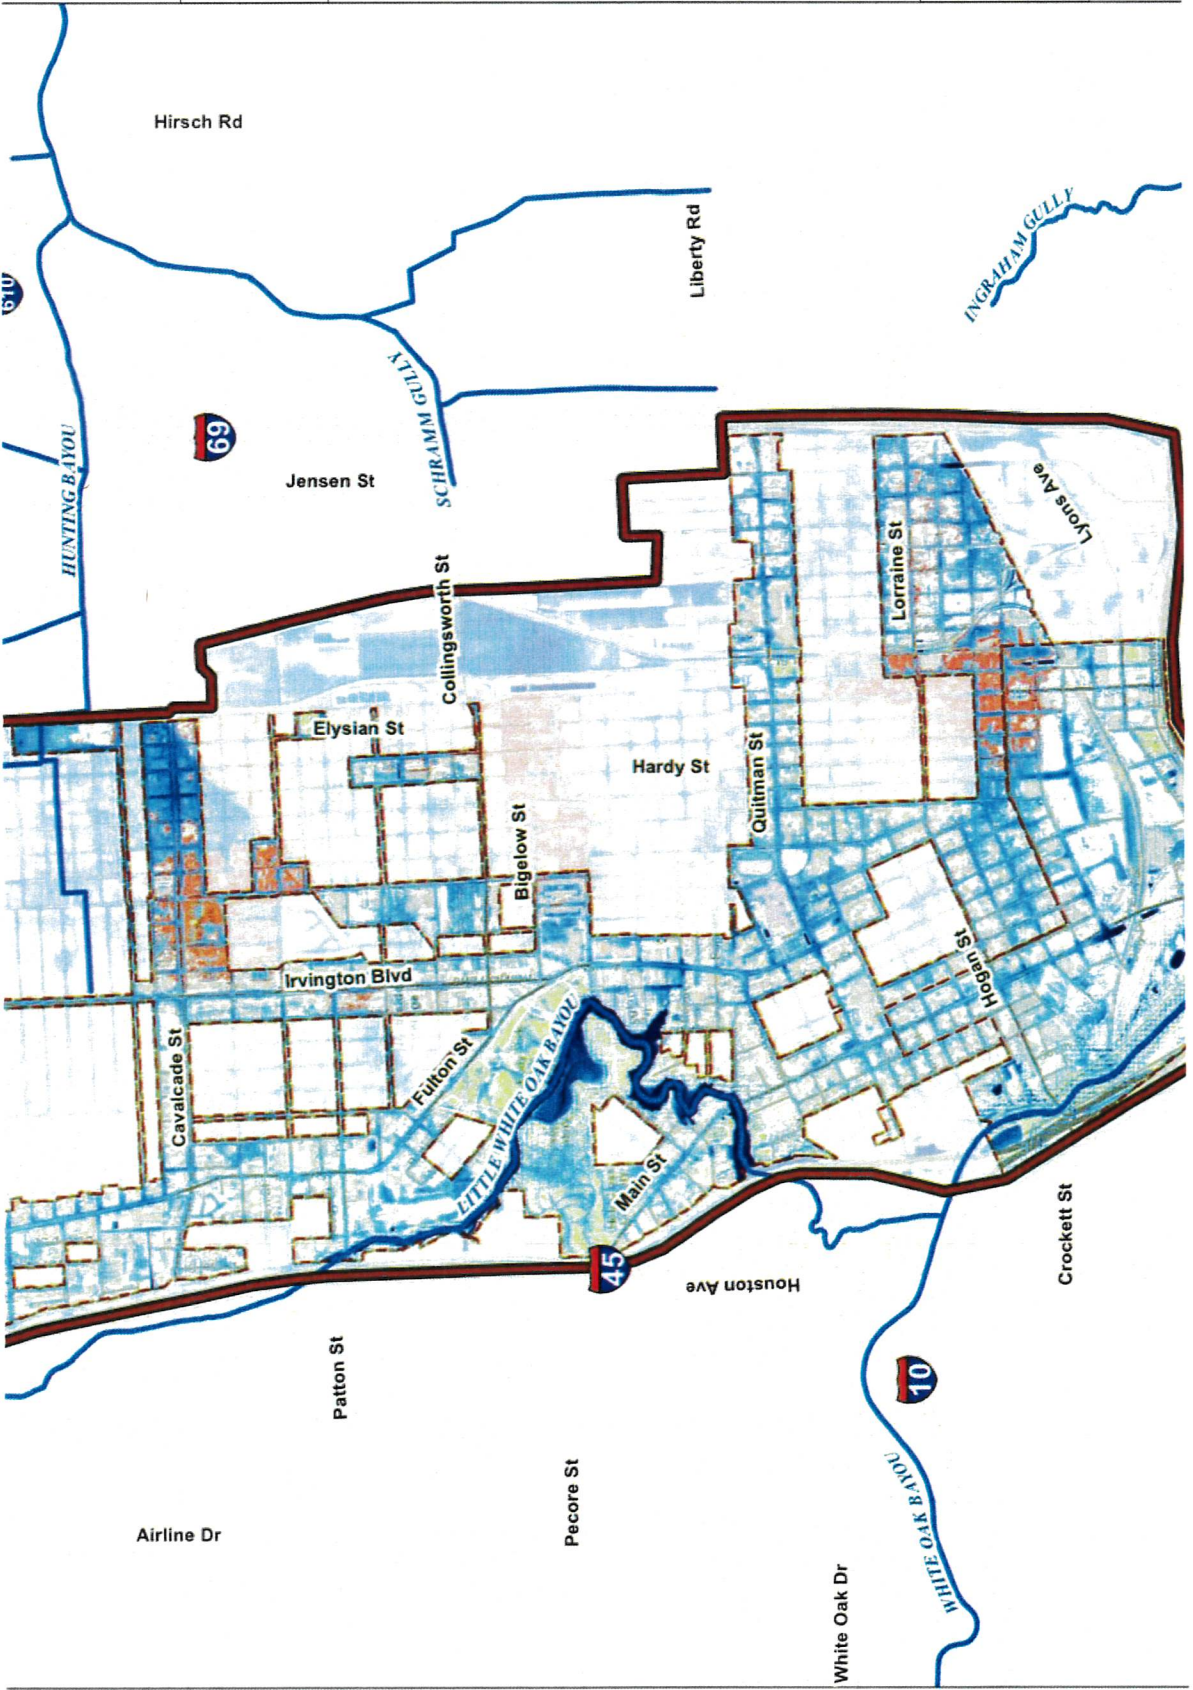 Hirsch Rd
Liberty Rd
INGRAHAM GULLY
610
HUNTING BAYOU
69
SCHRAMM GULLY
Jensen St
Lyons Ave
Lorraine St
Collingsworth St
Elysian St
Hardy St
Quitman St
Bigelow St
Irvington Blvd
Hogan St
Cavalcade St
Fulton St
LITTLE WHITE OAK BAYOU
Main St
45
Houston Ave
Crockett St
Patton St
10
Pecore St
WHITE OAK BAYOU
Airline Dr
White Oak Dr